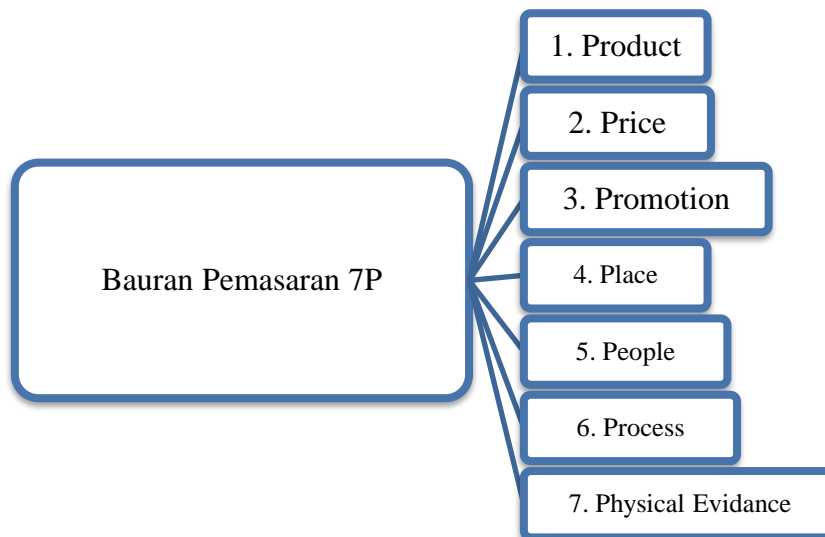 1. Product
2. Price
3. Promotion
Bauran Pemasaran 7P
4. Place
5. People
6. Process
7. Physical Evidance